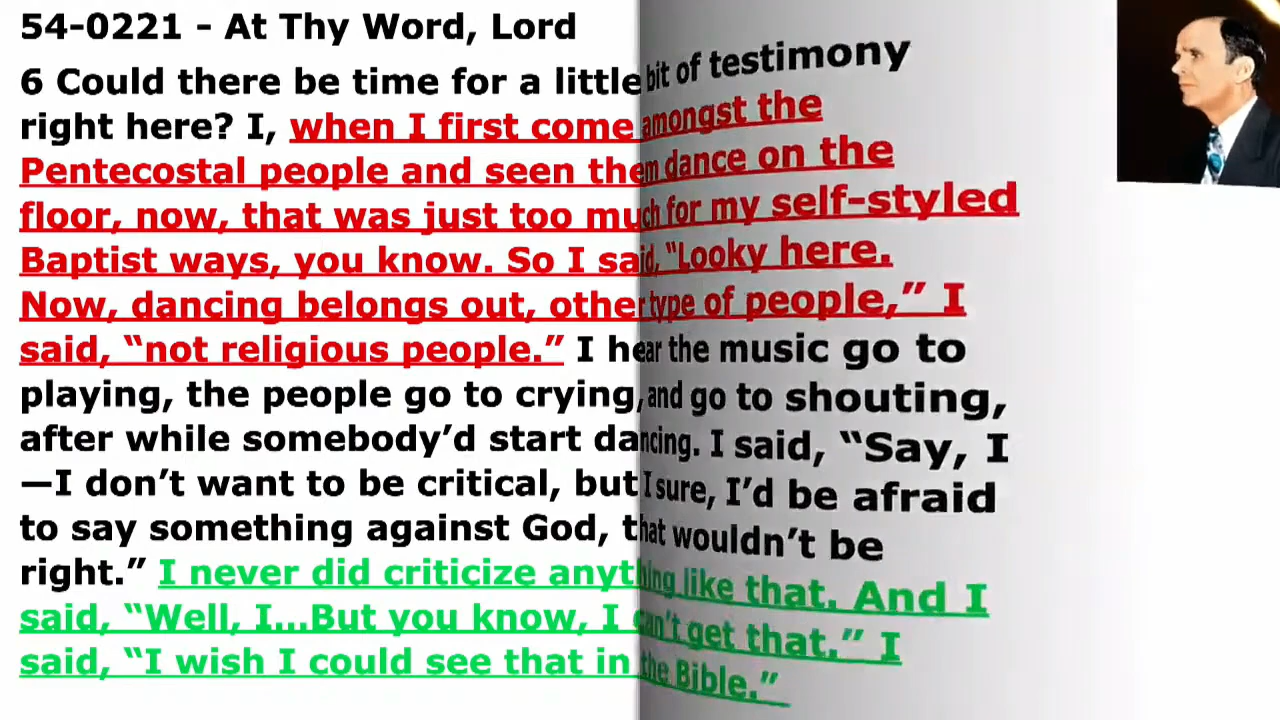 54-0221 - At Thy Word, Lord
6 Could there be time for a little bit of testimony
right here? I, when I first come amongst the
Pentecostal people and seen them dance on the
floor, now, that was just too much for my self-styled
Baptist ways, you know. So I said, “Looky here.
Now, dancing belongs out, other type of people,” I
said, “not religious people.” I hear the music go to
playing, the people go to crying, and go to shouting,
after while somebody’d start dancing. I said, “Say, I
—I don’t want to be critical, but I sure, I’d be afraid
to say something against God, that wouldn’t be
right.” I never did criticize anything like that. And I
said, “Well, I...But you know, I can’t get that.” I
said, “I wish I could see that in the Bible.”